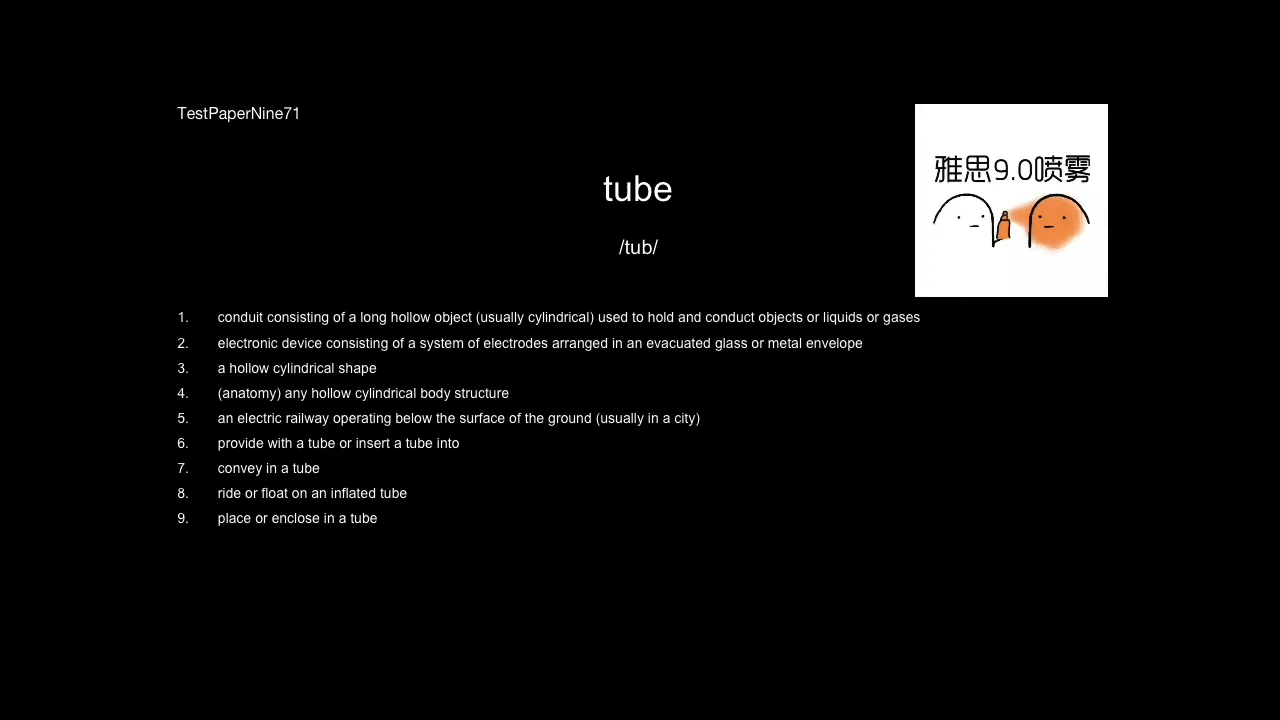 TestPaperNine71
雅思9.0喷雾
tube
/tub/
1. conduit consisting of a long hollow object (usually cylindrical) used to hold and conduct objects or liquids or gases
2. electronic device consisting of a system of electrodes arranged in an evacuated glass or metal envelope
3. a hollow cylindrical shape
4. (anatomy) any hollow cylindrical body structure
5. an electric railway operating below the surface of the ground (usually in a city)
6. provide with a tube or insert a tube into
7. convey in a tube
8. ride or float on an inflated tube
9. place or enclose in a tube